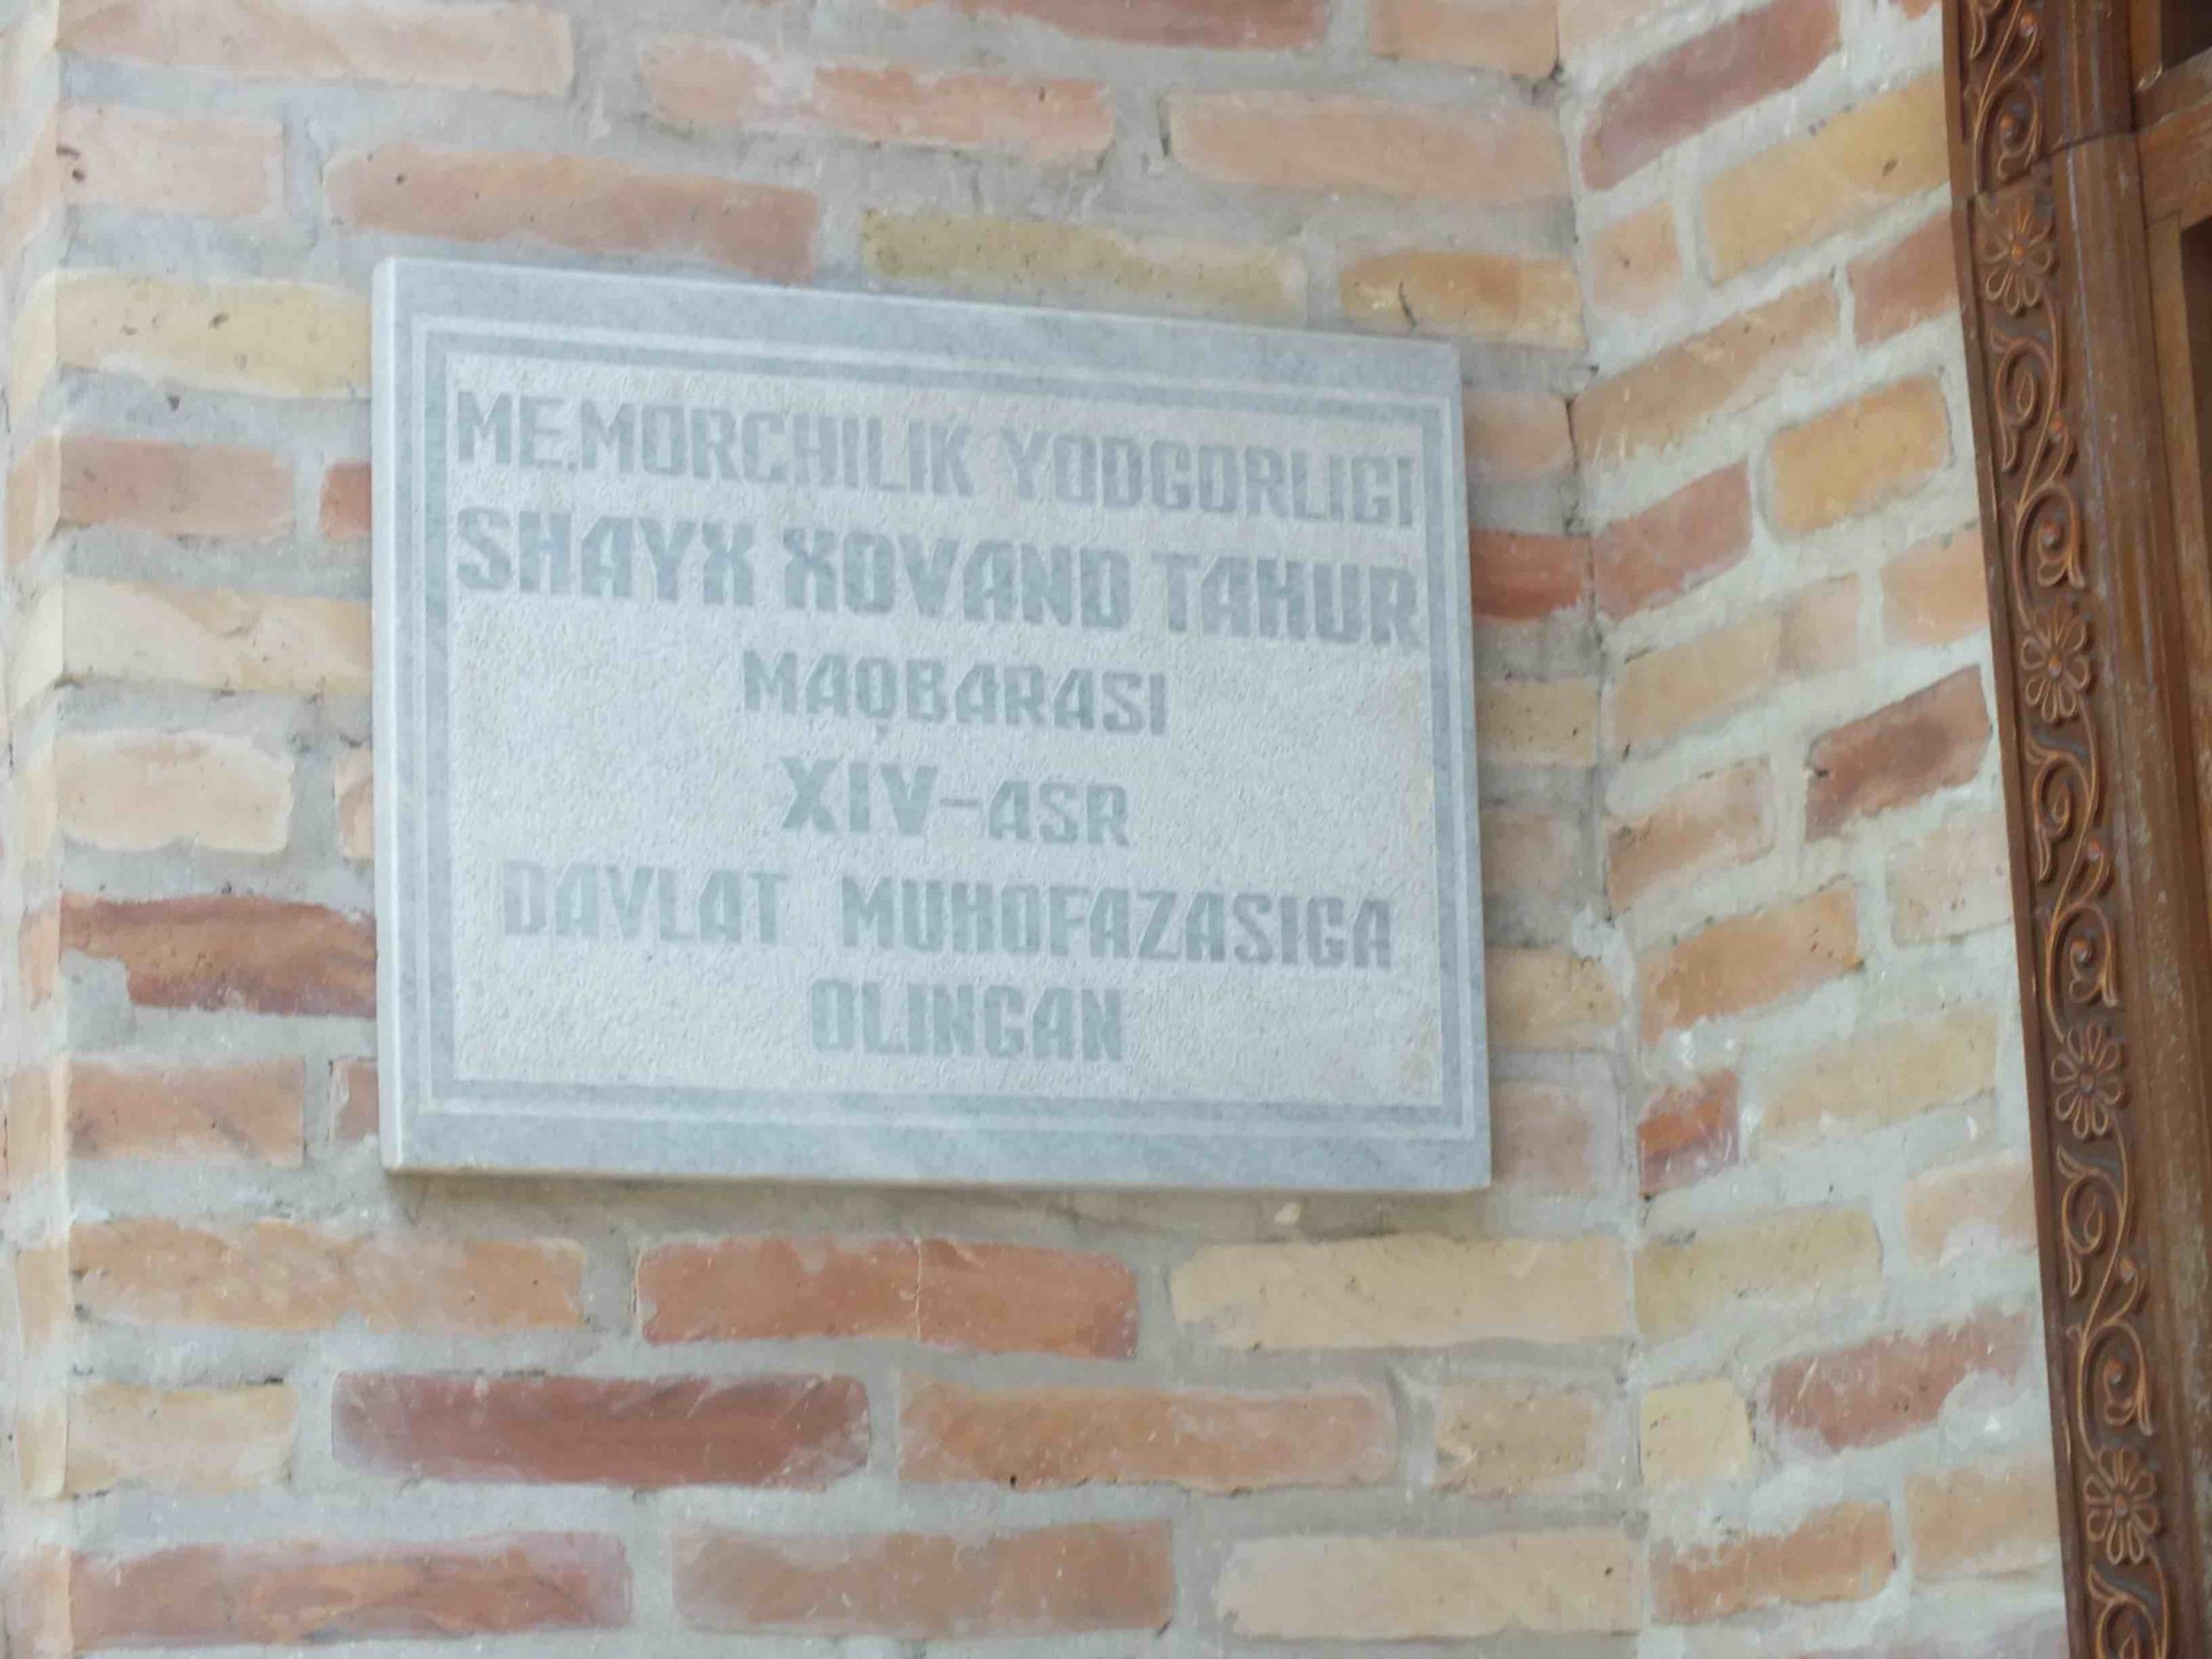 ME.MORCHILIK YODGORLIGI
SHAYX XOVAND TAHUR
MAQBARASI
XIV-ASR
DAVLAT MUHOFAZASIGA
OLINGAN